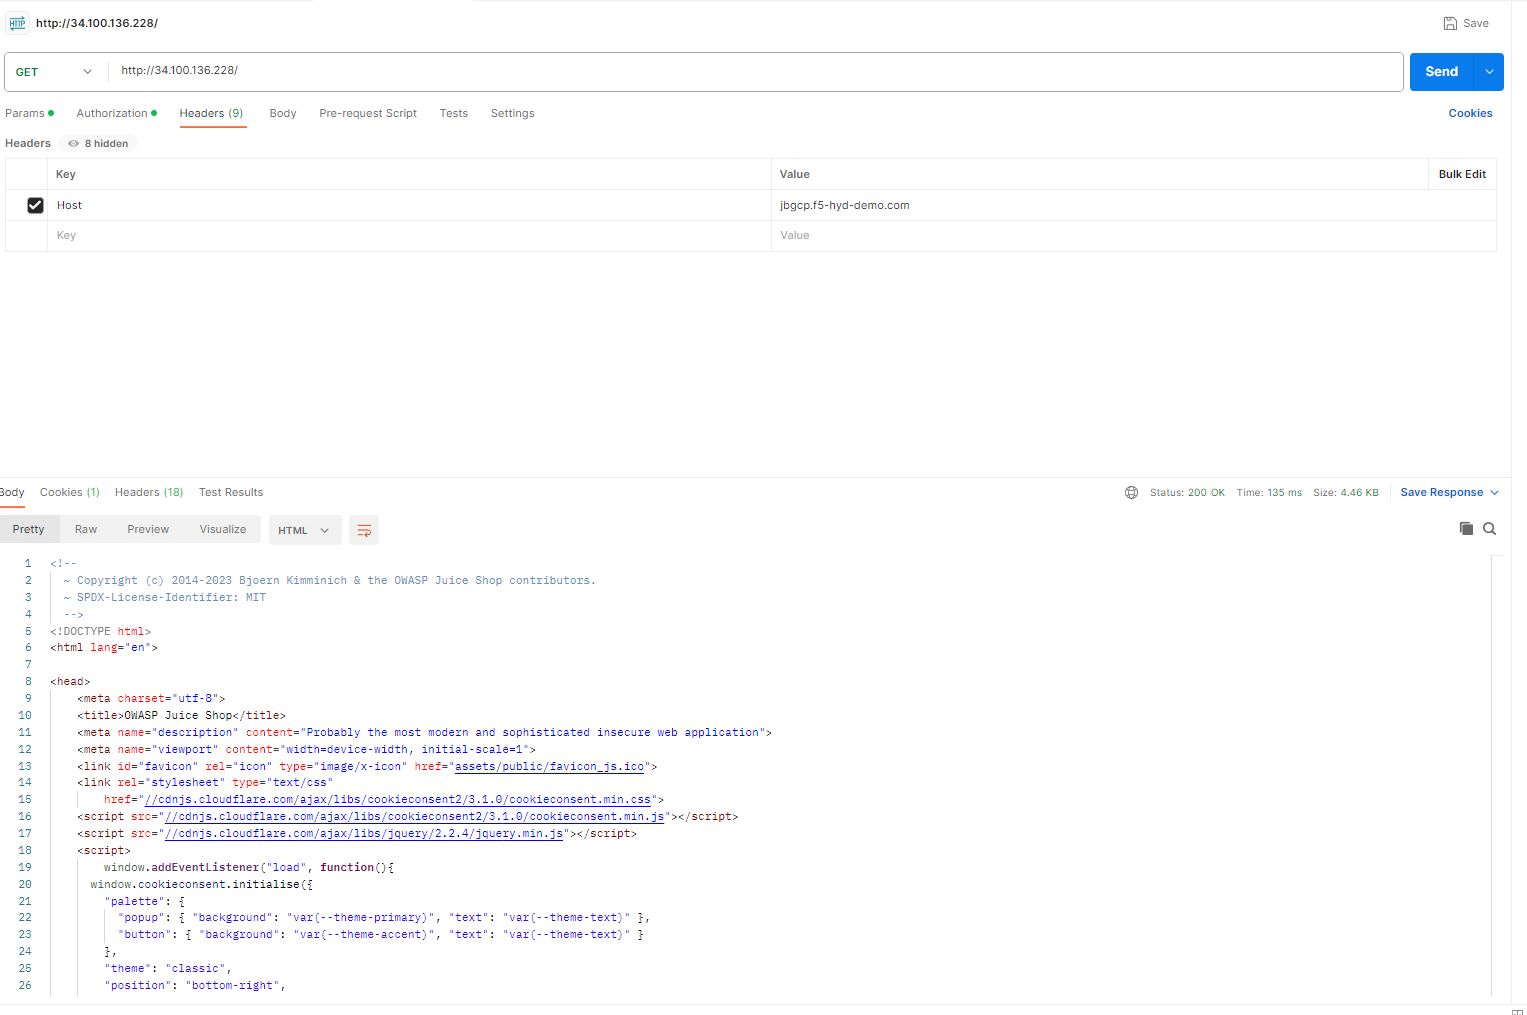 HTTP http://34.100.136.228/ Save
GET http://34.100.136.228/ Send
Params Authorization Headers (9) Body Pre-request Script Tests Settings Cookies
Headers 8 hidden
Key Value Bulk Edit
Host jbgcp.f5-hyd-demo.com
Key Value
Body Cookies (1) Headers (18) Test Results Status: 200 OK Time: 135 ms Size: 4.46 KB Save Response
Pretty Raw Preview Visualize HTML
1 <!--
2 ~ Copyright (c) 2014-2023 Bjoern Kimminich & the OWASP Juice Shop contributors.
3 ~ SPDX-License-Identifier: MIT
4 -->
5 <!DOCTYPE html>
6 <html lang="en">
7
8 <head>
9 <meta charset="utf-8">
10 <title>OWASP Juice Shop</title>
11 <meta name="description" content="Probably the most modern and sophisticated insecure web application">
12 <meta name="viewport" content="width=device-width, initial-scale=1">
13 <link id="favicon" rel="icon" type="image/x-icon" href="assets/public/favicon_js.ico">
14 <link rel="stylesheet" type="text/css"
15 href="//cdnjs.cloudflare.com/ajax/libs/cookieconsent2/3.1.0/cookieconsent.min.css">
16 <script src="//cdnjs.cloudflare.com/ajax/libs/cookieconsent2/3.1.0/cookieconsent.min.js"></script>
17 <script src="//cdnjs.cloudflare.com/ajax/libs/jquery/2.2.4/jquery.min.js"></script>
18 <script>
19 window.addEventListener("load", function(){
20 window.cookieconsent.initialise({
21 "palette": {
22 "popup": { "background": "var(--theme-primary)", "text": "var(--theme-text)" },
23 "button": { "background": "var(--theme-accent)", "text": "var(--theme-text)" }
24 },
25 "theme": "classic",
26 "position": "bottom-right",